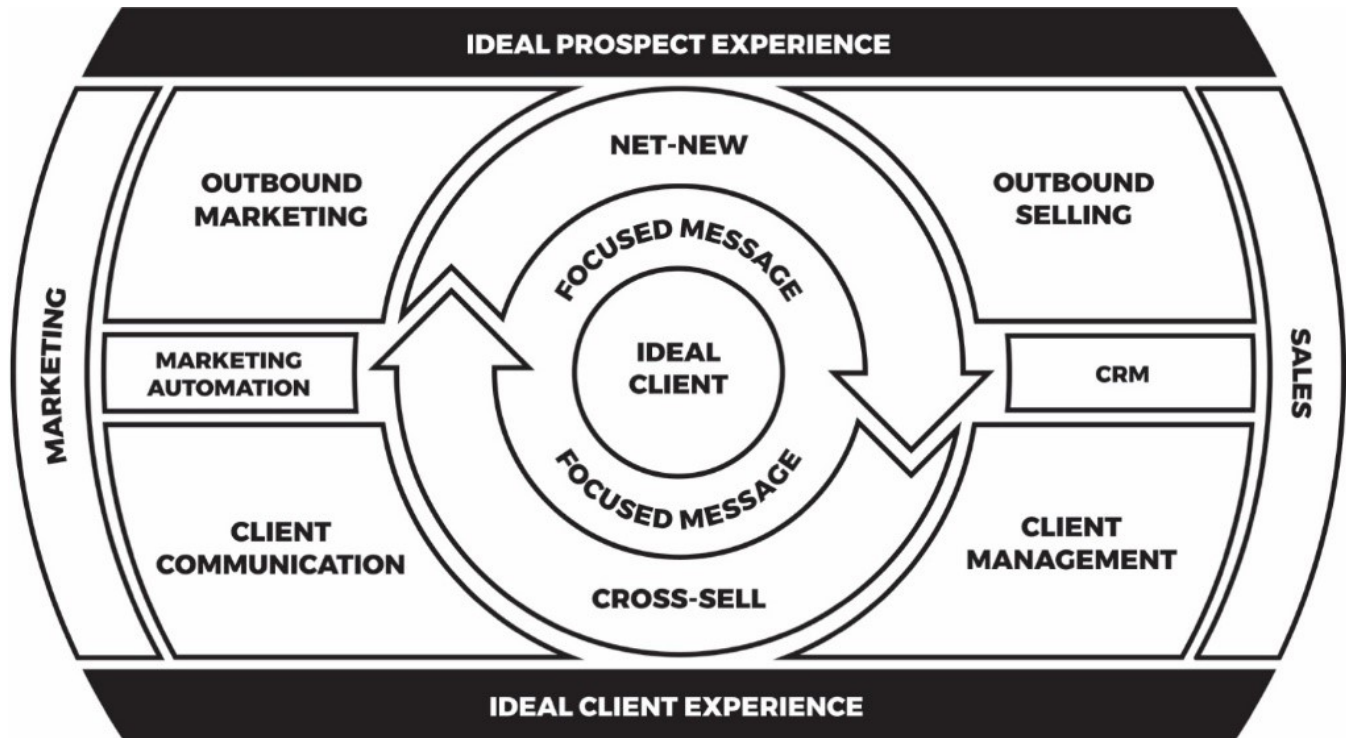 IDEAL PROSPECT EXPERIENCE
NET-NEW
OUTBOUND
MARKETING
OUTBOUND
SELLING
FOCUSED MESSAGE
MARKETING
MARKETING
AUTOMATION
IDEAL
CLIENT
CRM
SALES
FOCUSED MESSAGE
CLIENT
COMMUNICATION
CLIENT
MANAGEMENT
CROSS-SELL
IDEAL CLIENT EXPERIENCE